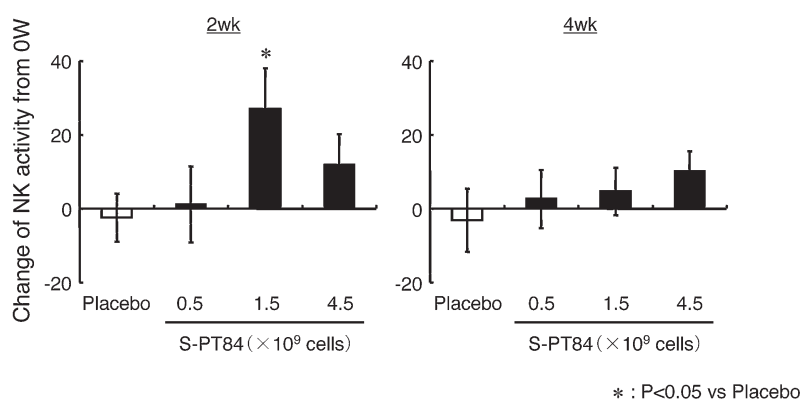 2wk
4wk
Change of NK activity from 0W
40
20
0
-20
40
20
0
-20
*
Placebo 0.5 1.5 4.5
Placebo 0.5 1.5 4.5
S-PT84(×10⁹ cells)
S-PT84(×10⁹ cells)
* : P<0.05 vs Placebo